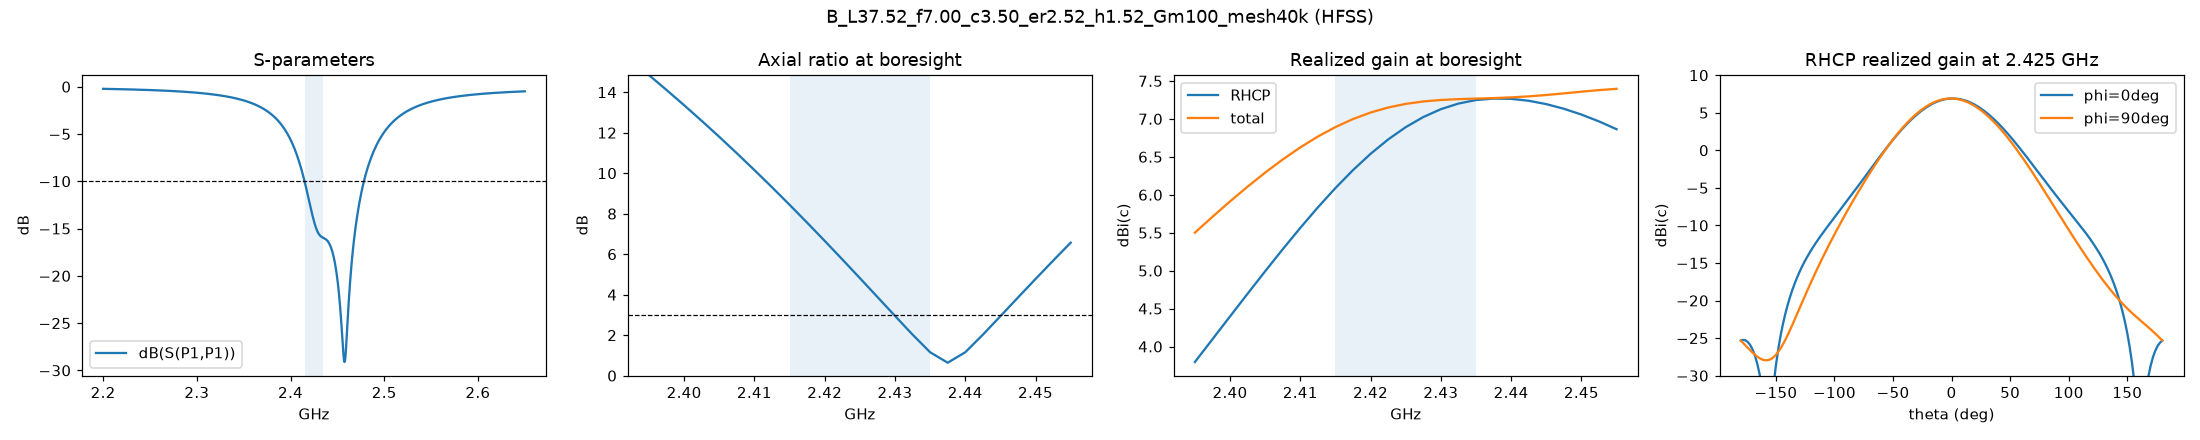 B_L37.52_f7.00_c3.50_er2.52_h1.52_Gm100_mesh40k (HFSS)
S-parameters
dB
0
−5
−10
−15
−20
−25
−30
dB(S(P1,P1))
2.2 2.3 2.4 2.5 2.6
GHz
Axial ratio at boresight
dB
14
12
10
8
6
4
2
0
2.40 2.41 2.42 2.43 2.44 2.45
GHz
Realized gain at boresight
dBi(c)
7.5
7.0
6.5
6.0
5.5
5.0
4.5
4.0
RHCP
total
2.40 2.41 2.42 2.43 2.44 2.45
GHz
RHCP realized gain at 2.425 GHz
dBi(c)
10
5
0
−5
−10
−15
−20
−25
−30
phi=0deg
phi=90deg
−150 −100 −50 0 50 100 150
theta (deg)